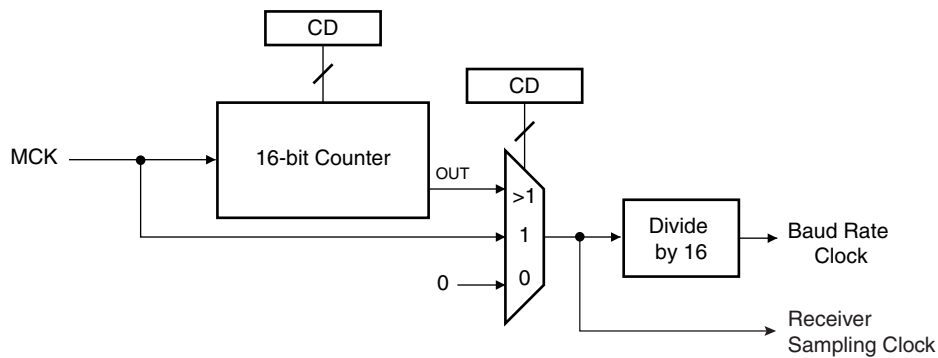 CD
CD
MCK
16-bit Counter
OUT
>1
1
0
0
Divide
by 16
Baud Rate
Clock
Receiver
Sampling Clock